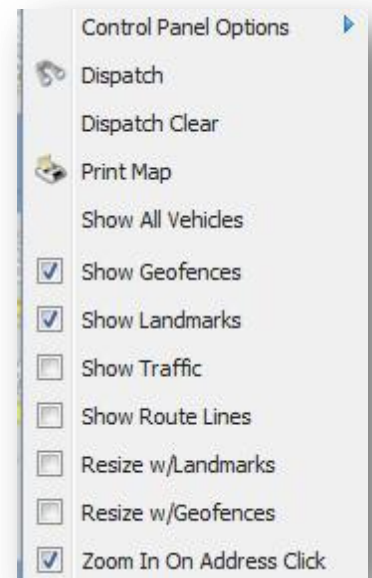 Control Panel Options
Dispatch
Dispatch Clear
Print Map
Show All Vehicles
Show Geofences
Show Landmarks
Show Traffic
Show Route Lines
Resize w/Landmarks
Resize w/Geofences
Zoom In On Address Click